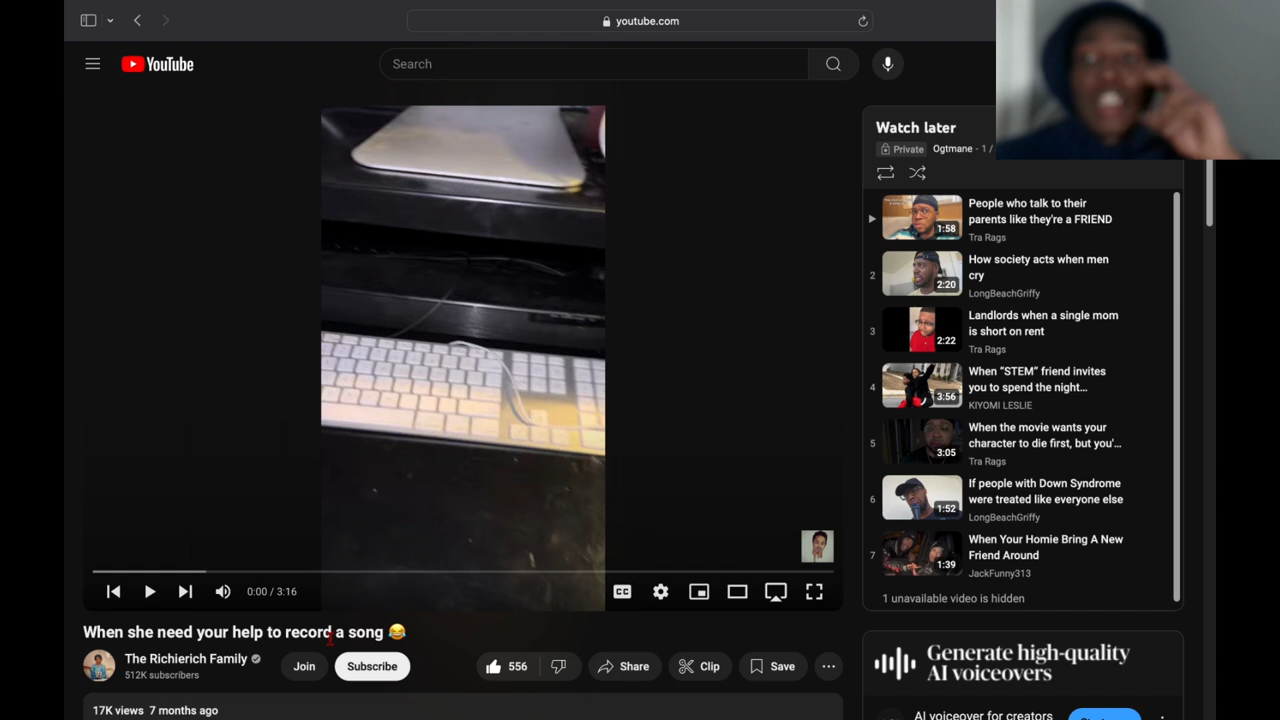 youtube.com
YouTube
Search
Watch later
Private
Ogtmane - 1 /
People who talk to their
parents like they're a FRIEND
Tra Rags
1:58
2
How society acts when men
cry
LongBeachGriffy
2:20
3
Landlords when a single mom
is short on rent
Tra Rags
2:22
4
When “STEM” friend invites
you to spend the night...
KIYOMI LESLIE
3:56
5
When the movie wants your
character to die first, but you'...
Tra Rags
3:05
6
If people with Down Syndrome
were treated like everyone else
LongBeachGriffy
1:52
7
When Your Homie Bring A New
Friend Around
JackFunny313
1:39
1 unavailable video is hidden
0:00 / 3:16
CC
When she need your help to record a song 😂
The Richierich Family
512K subscribers
Join
Subscribe
556
Share
Clip
Save
17K views 7 months ago
Generate high-quality
AI voiceovers
AI voiceover for creators